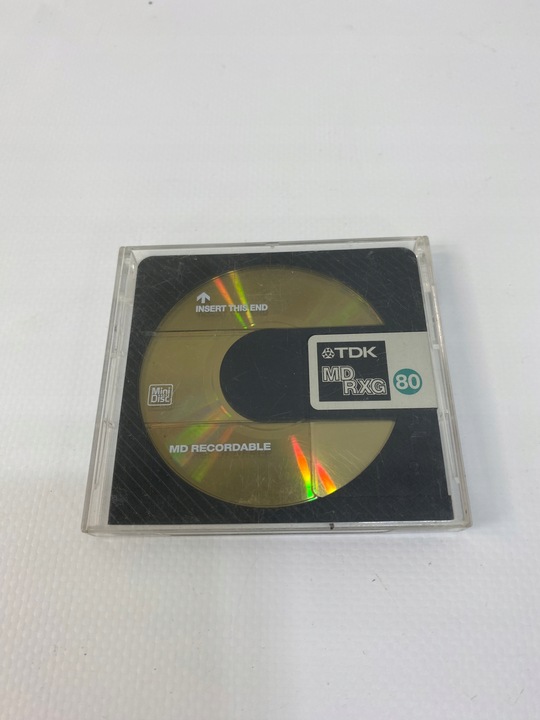 INSERT THIS END
TDK
MD
RXG
80
Mini
Disc
MD RECORDABLE